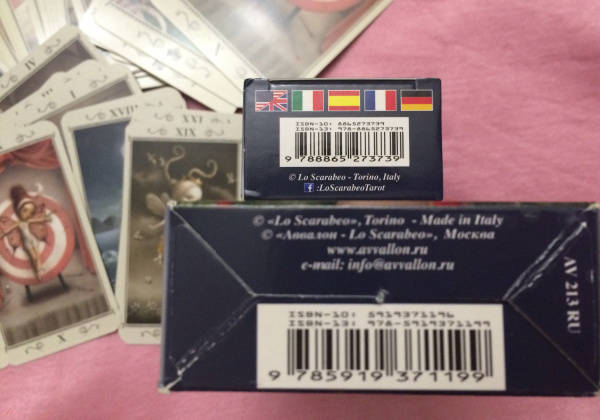 IV
V
XVIII
XXI
XIX
X
ISBN-10: 8865273739
ISBN-13: 978-8865273739
9 788865 273739
© Lo Scarabeo - Torino, Italy
f :LoScarabeoTarot
© «Lo Scarabeo», Torino - Made in Italy
© «Аввалон - Lo Scarabeo», Москва
www.avvallon.ru
e-mail: info@avvallon.ru
AV 213 RU
ISBN-10: 5919371196
ISBN-13: 978-5919371199
9 785919 371199